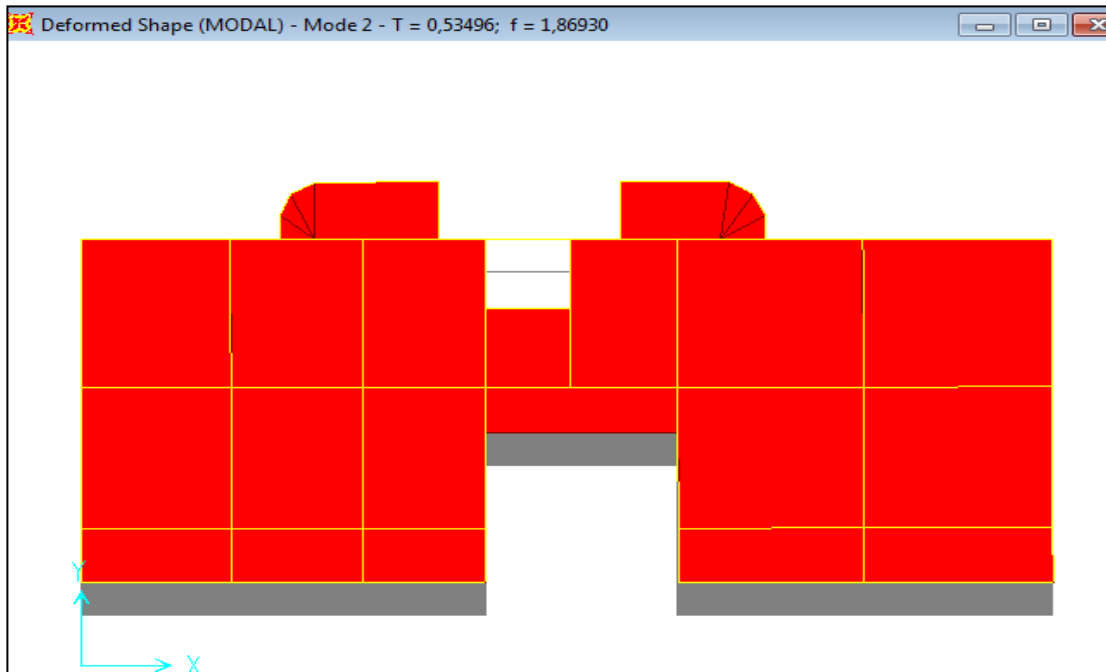 Deformed Shape (MODAL) - Mode 2 - T = 0,53496; f = 1,86930
Y
X